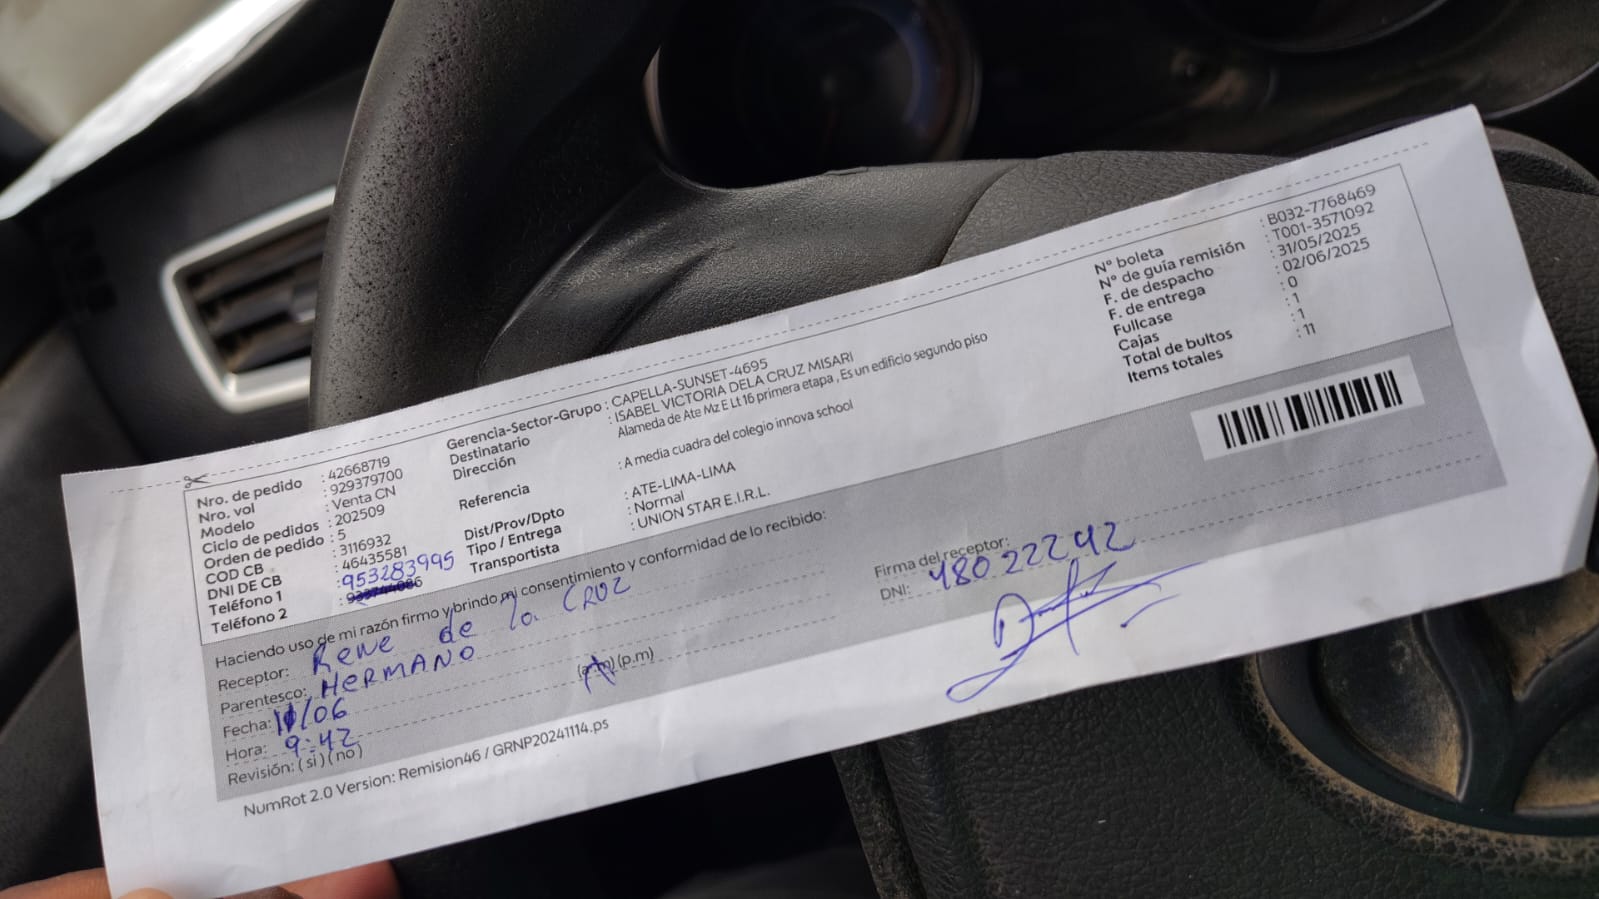 Nro. de pedido : 42668719
Nro. vol : 929379700
Modelo : Venta CN
Ciclo de pedidos : 202509
Orden de pedido : 5
COD CB : 3116932
DNI DE CB : 46435581
Teléfono 1 : 953283995
Teléfono 2 :
Gerencia-Sector-Grupo : CAPELLA-SUNSET-4695
Destinatario : ISABEL VICTORIA DELA CRUZ MISARI
Dirección Alameda de Ate Mz E Lt 16 primera etapa , Es un edificio segundo piso
Referencia : A media cuadra del colegio innova school
Dist/Prov/Dpto : ATE-LIMA-LIMA
Tipo / Entrega : Normal
Transportista : UNION STAR E.I.R.L.
N° boleta : B032-7768469
N° de guía remisión : T001-3571092
F. de despacho : 31/05/2025
F. de entrega : 02/06/2025
Fullcase : 0
Cajas : 1
Total de bultos : 1
Items totales : 11
Haciendo uso de mi razón firmo y brindo mi consentimiento y conformidad de lo recibido:
Receptor: Rene de la CRUZ
Parentesco: HERMANO
Fecha: /06
Hora: 9:42 (a.m) (p.m)
Revisión: (si) (no)
Firma del receptor:
DNI: 48022242
NumRot 2.0 Version: Remision46 / GRNP20241114.ps